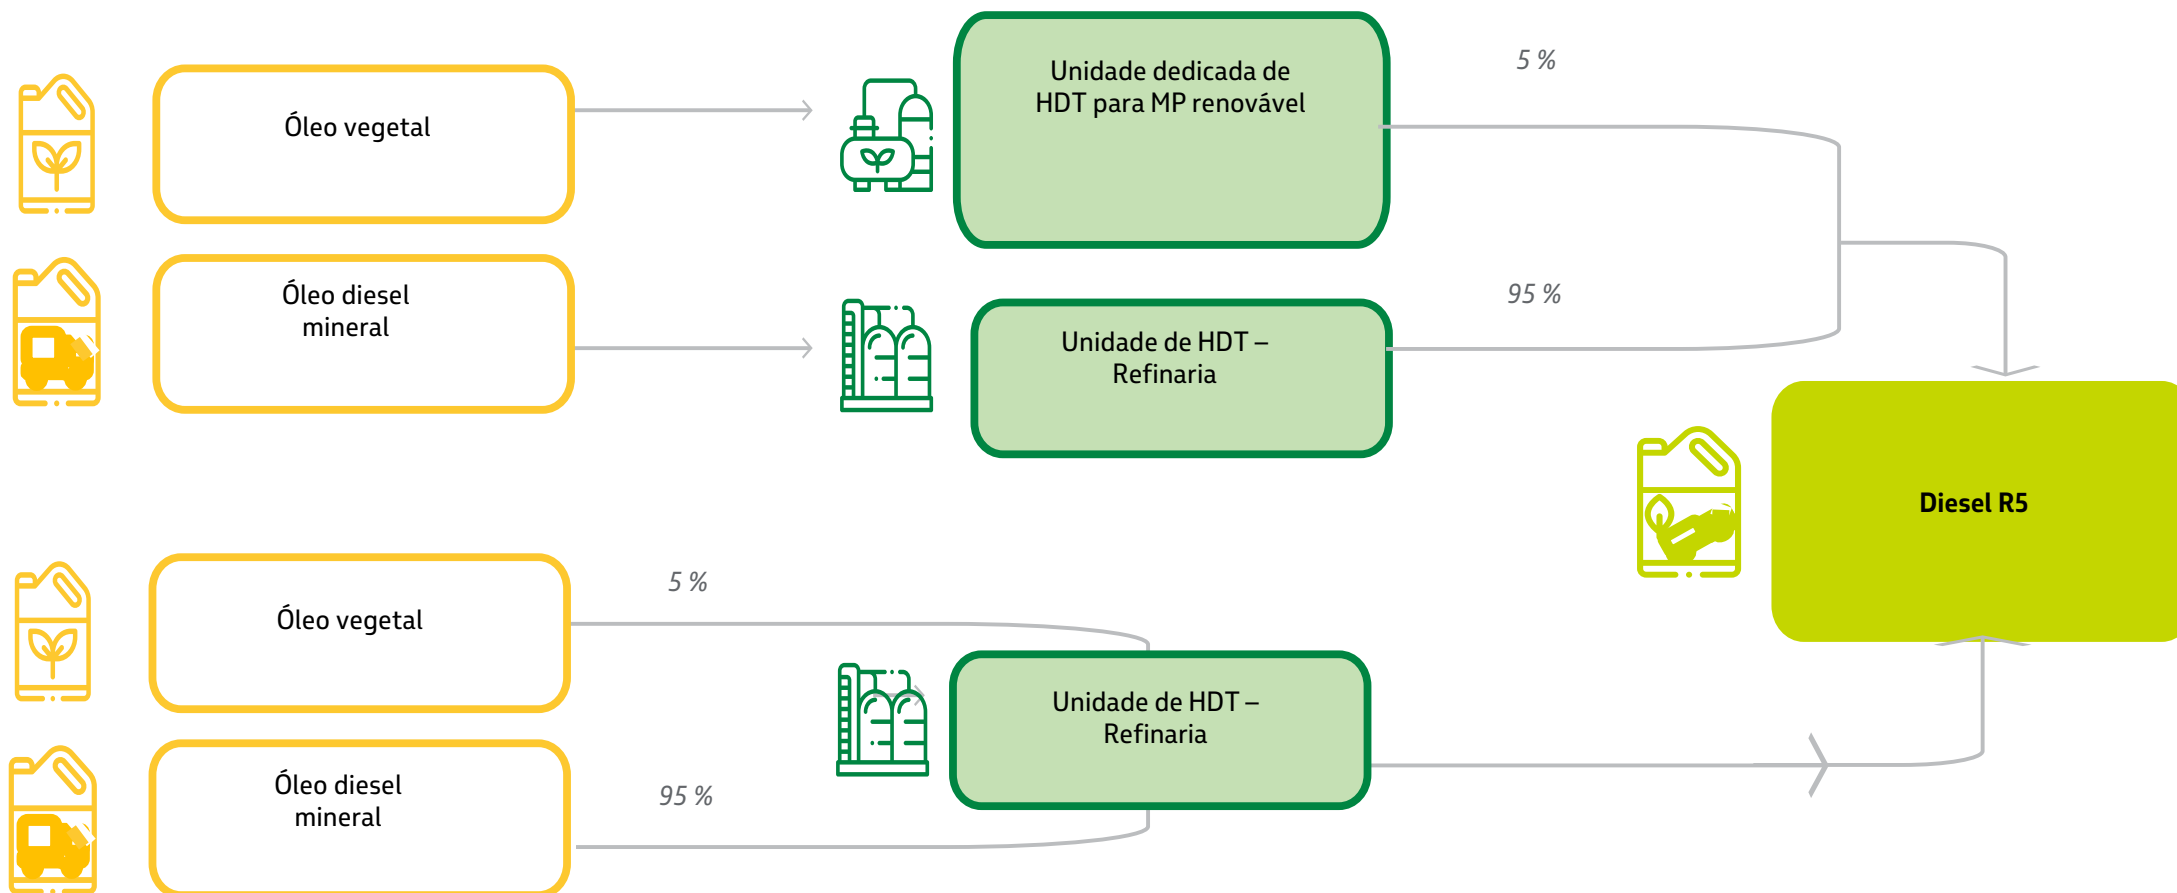 Óleo vegetal
Unidade dedicada de
HDT para MP renovável
5 %
Óleo diesel
mineral
Unidade de HDT –
Refinaria
95 %
Diesel R5
Óleo vegetal
5 %
Unidade de HDT –
Refinaria
Óleo diesel
mineral
95 %